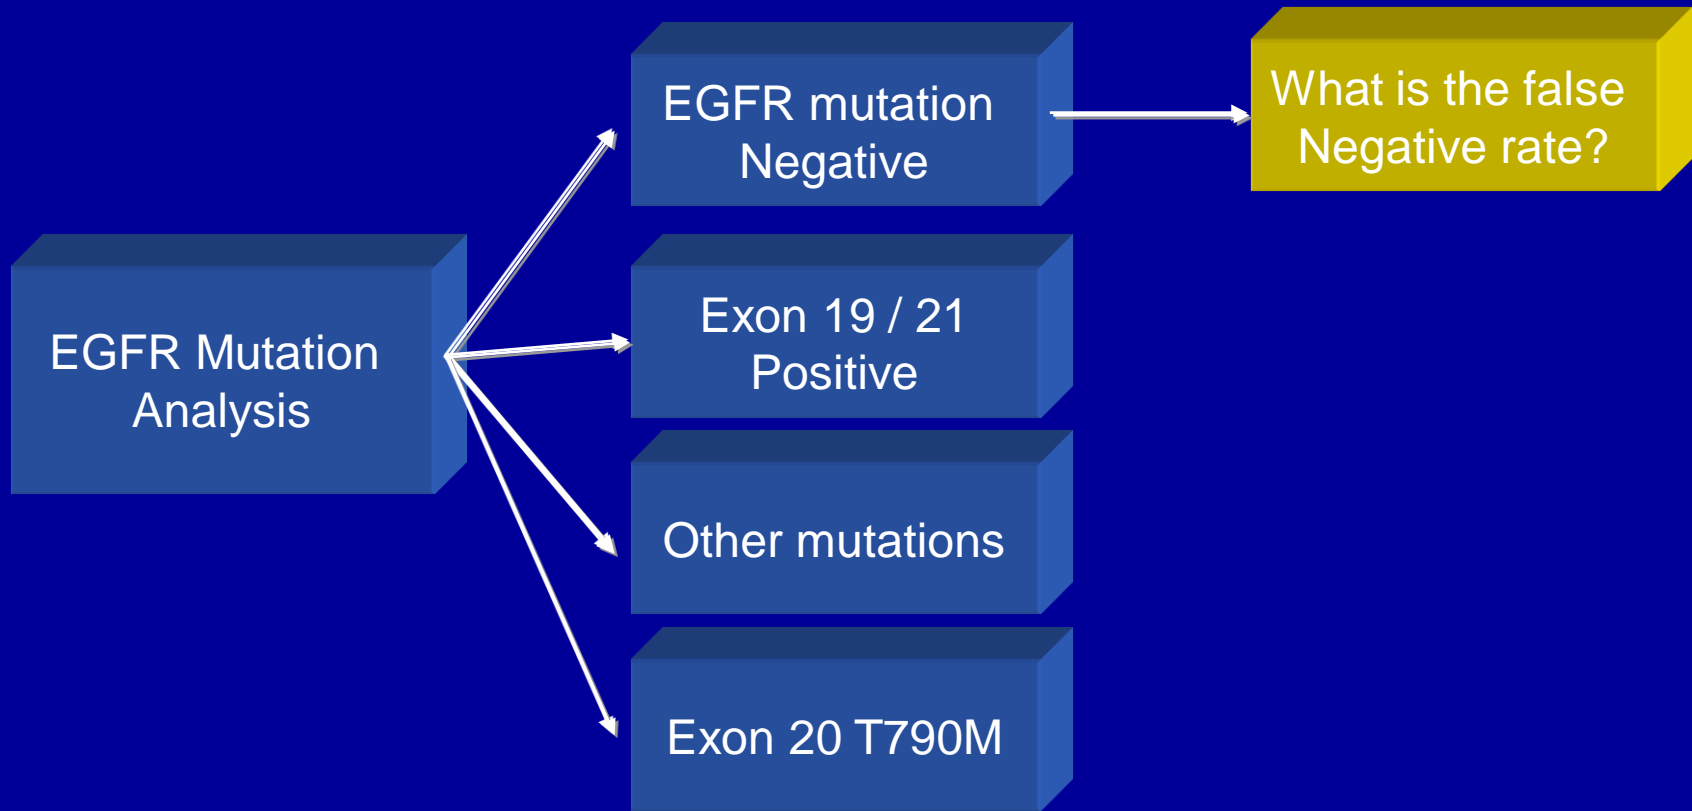 EGFR Mutation
Analysis
EGFR mutation
Negative
What is the false
Negative rate?
Exon 19 / 21
Positive
Other mutations
Exon 20 T790M